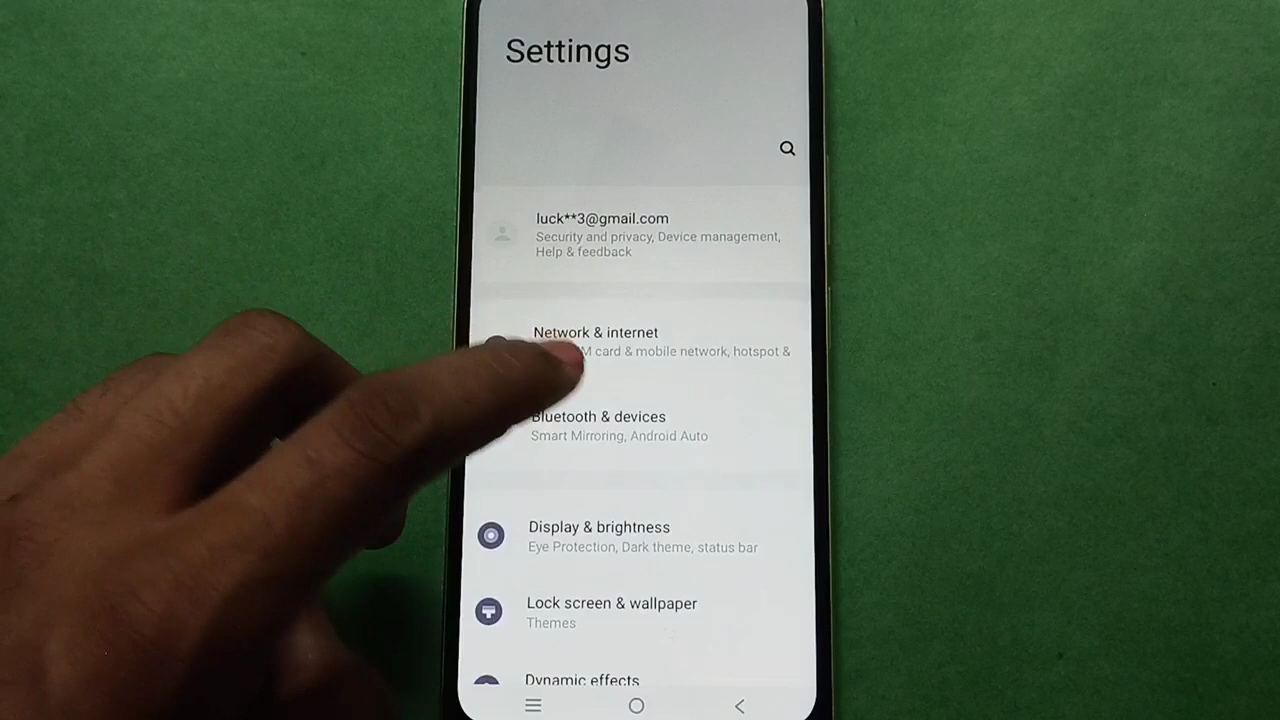 Settings
luck**3@gmail.com
Security and privacy, Device management,
Help & feedback
Network & internet
card & mobile network, hotspot &
Bluetooth & devices
Smart Mirroring, Android Auto
Display & brightness
Eye Protection, Dark theme, status bar
Lock screen & wallpaper
Themes
Dynamic effects